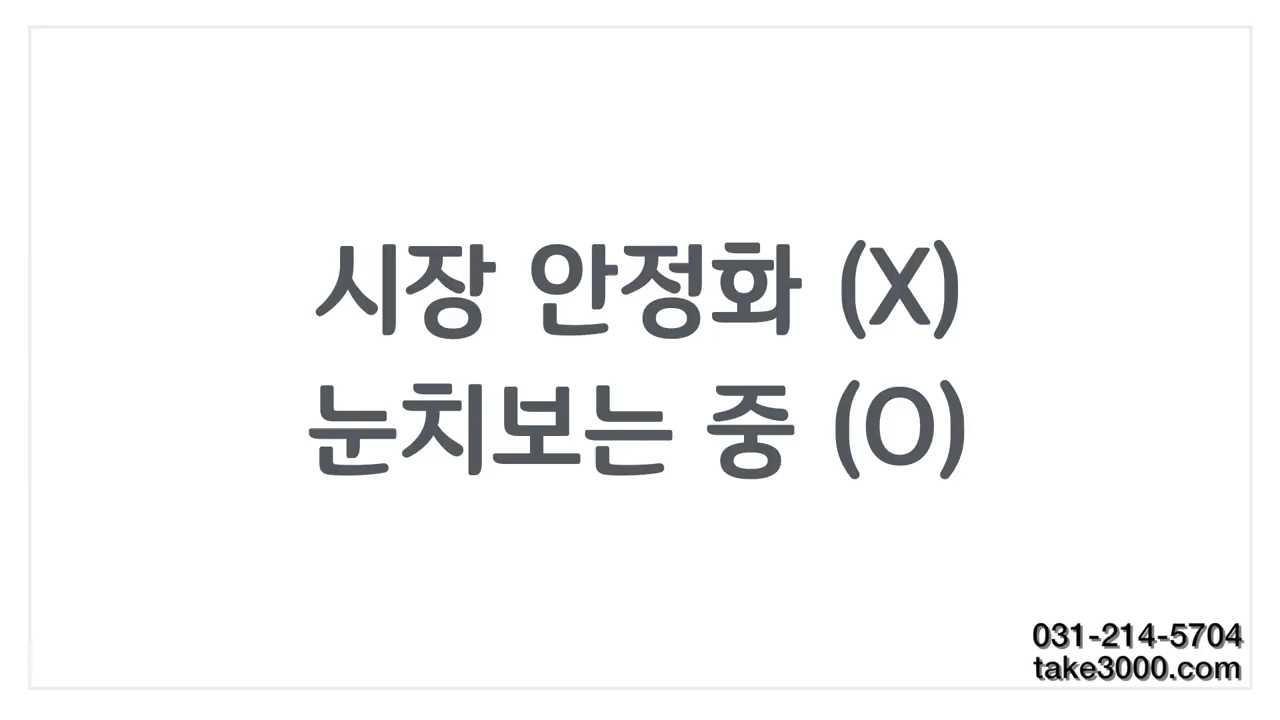 시장 안정화 (X)
눈치보는 중 (O)
031-214-5704
take3000.com